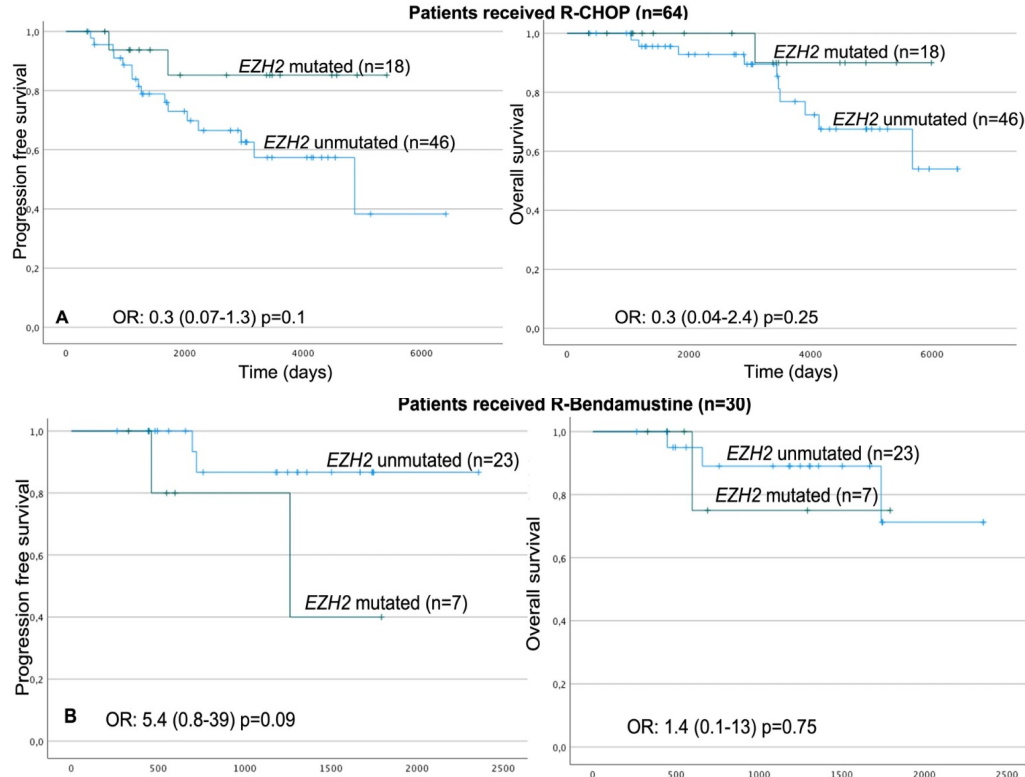 Patients received R-CHOP (n=64)
Progression free survival
1,0
0,8
0,6
0,4
0,2
0,0
EZH2 mutated (n=18)
EZH2 unmutated (n=46)
A
OR: 0.3 (0.07-1.3) p=0.1
0 2000 4000 6000
Time (days)
Overall survival
1,0
0,8
0,6
0,4
0,2
0,0
EZH2 mutated (n=18)
EZH2 unmutated (n=46)
OR: 0.3 (0.04-2.4) p=0.25
0 2000 4000 6000
Time (days)
Patients received R-Bendamustine (n=30)
Progression free survival
1,0
0,8
0,6
0,4
0,2
0,0
EZH2 unmutated (n=23)
EZH2 mutated (n=7)
B
OR: 5.4 (0.8-39) p=0.09
0 500 1000 1500 2000 2500
Overall survival
1,0
0,8
0,6
0,4
0,2
0,0
EZH2 unmutated (n=23)
EZH2 mutated (n=7)
OR: 1.4 (0.1-13) p=0.75
0 500 1000 1500 2000 2500